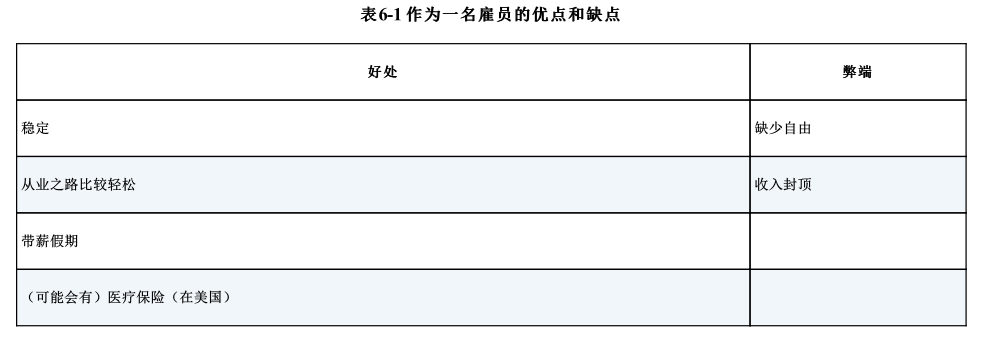 表6-1 作为一名雇员的优点和缺点
好处 弊端
稳定 缺少自由
从业之路比较轻松 收入封顶
带薪假期
（可能会有）医疗保险（在美国）